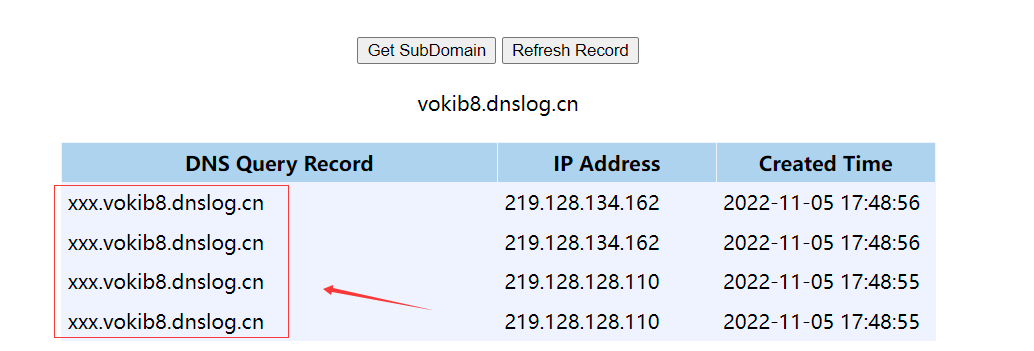 Get SubDomain Refresh Record
vokib8.dnslog.cn
DNS Query Record IP Address Created Time
xxx.vokib8.dnslog.cn 219.128.134.162 2022-11-05 17:48:56
xxx.vokib8.dnslog.cn 219.128.134.162 2022-11-05 17:48:56
xxx.vokib8.dnslog.cn 219.128.128.110 2022-11-05 17:48:55
xxx.vokib8.dnslog.cn 219.128.128.110 2022-11-05 17:48:55